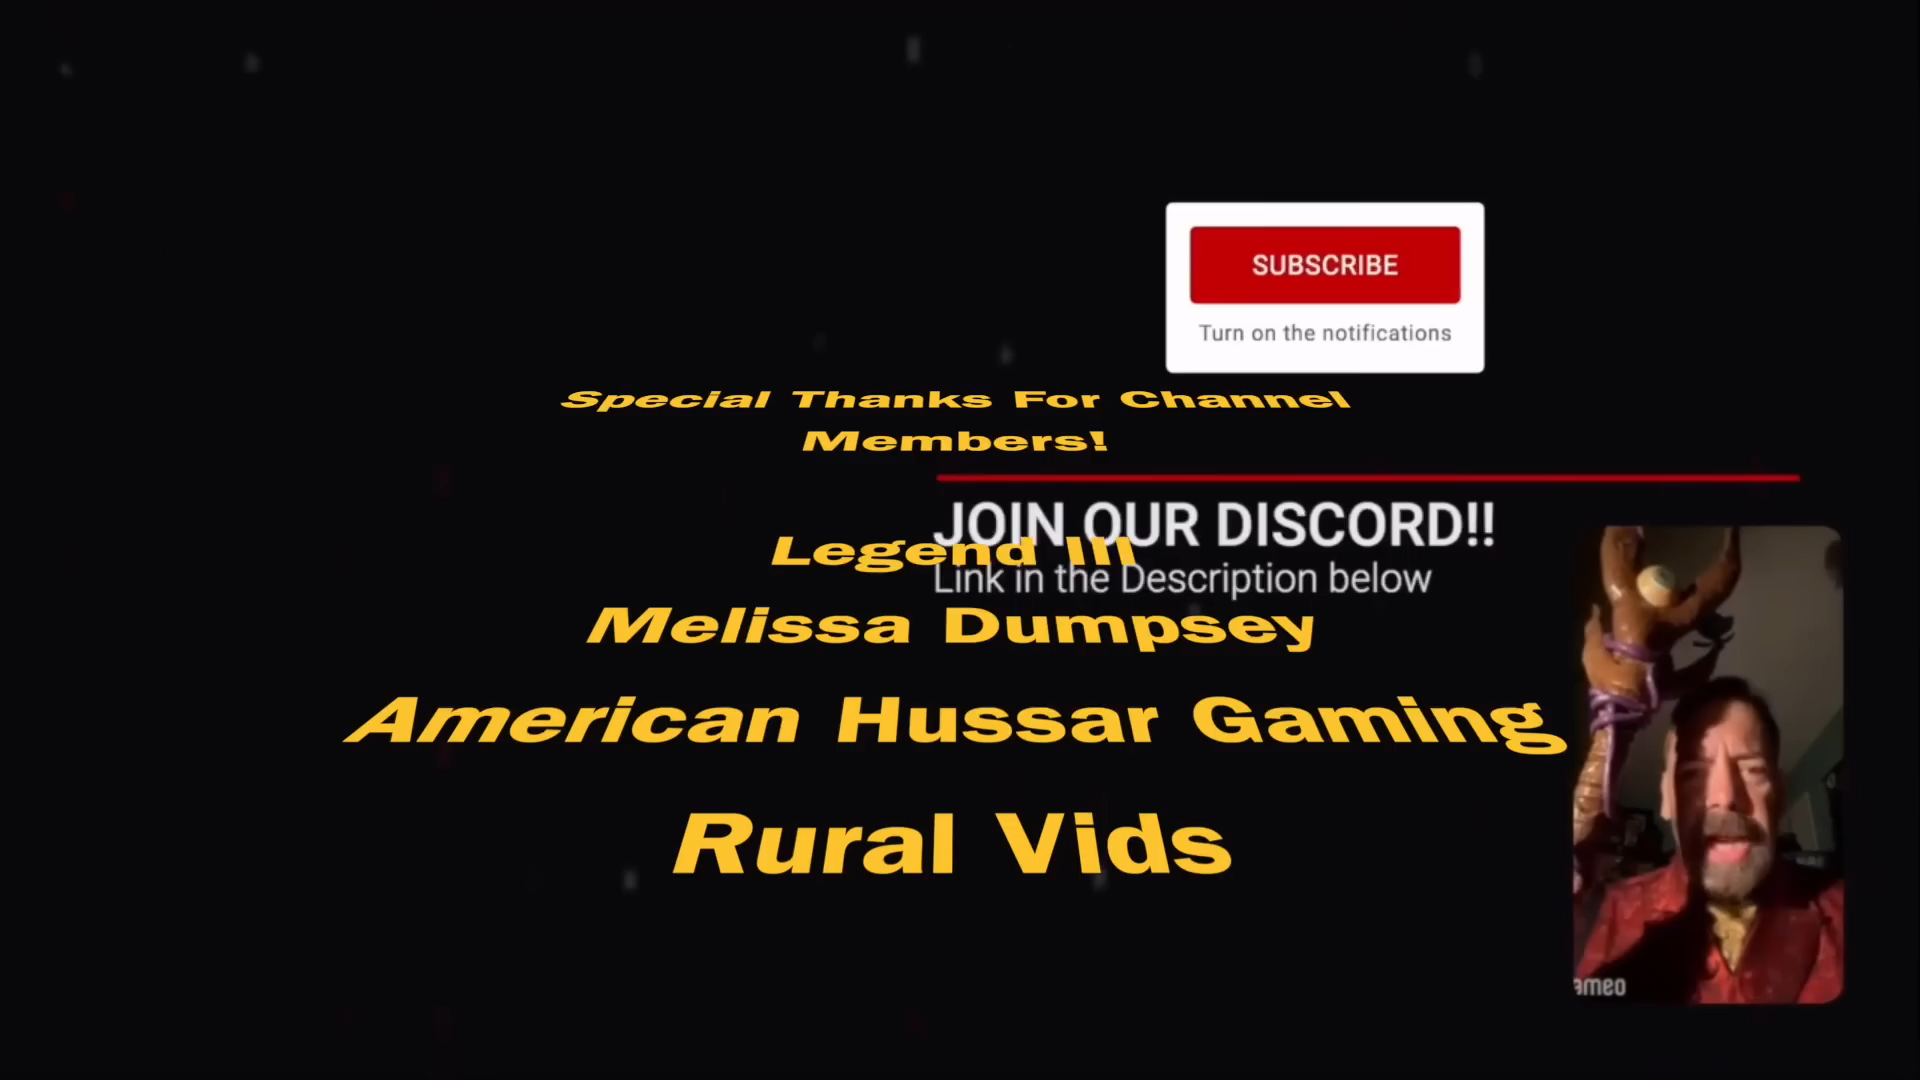 SUBSCRIBE
Turn on the notifications
Special Thanks For Channel
Members!
JOIN OUR DISCORD!!
Link in the Description below
Legend III
Melissa Dumpsey
American Hussar Gaming
Rural Vids
ameo